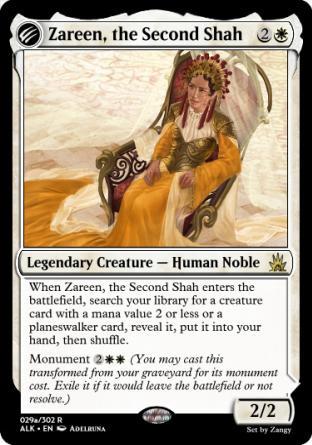 Zareen, the Second Shah 2
Legendary Creature — Human Noble
When Zareen, the Second Shah enters the
battlefield, search your library for a creature
card with a mana value 2 or less or a
planeswalker card, reveal it, put it into your
hand, then shuffle.
Monument 2 (You may cast this
transformed from your graveyard for its monument
cost. Exile it if it would leave the battlefield or not
resolve.)
2/2
029a/302 R
ALK • EN Adelruna
Set by Zangy